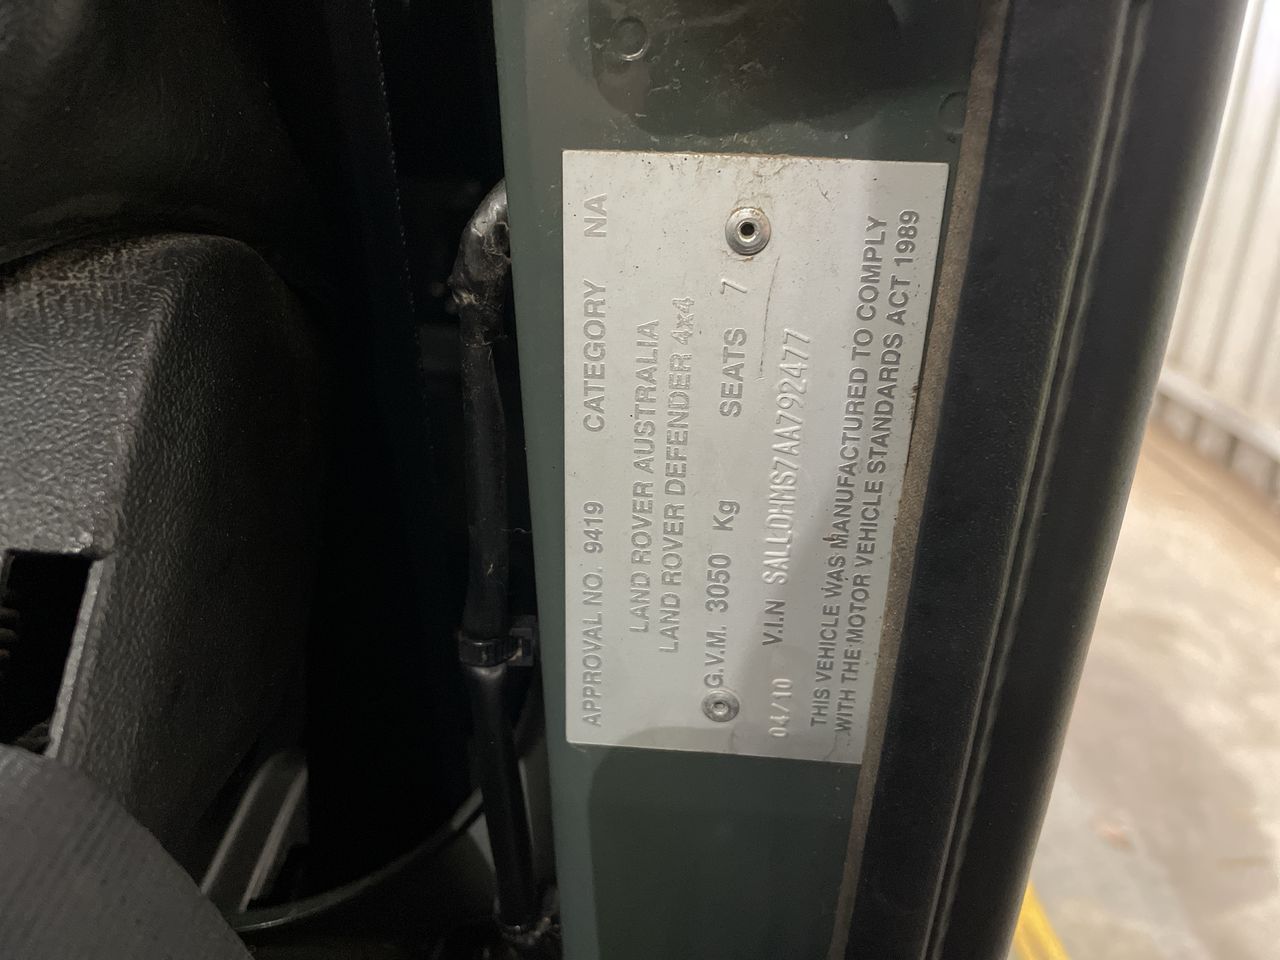 APPROVAL NO. 9419 CATEGORY NA
LAND ROVER AUSTRALIA
LAND ROVER DEFENDER 4x4
G.V.M. 3050 Kg SEATS 7
04/10 V.I.N SALLDHMS7AA792477
THIS VEHICLE WAS MANUFACTURED TO COMPLY
WITH THE MOTOR VEHICLE STANDARDS ACT 1989